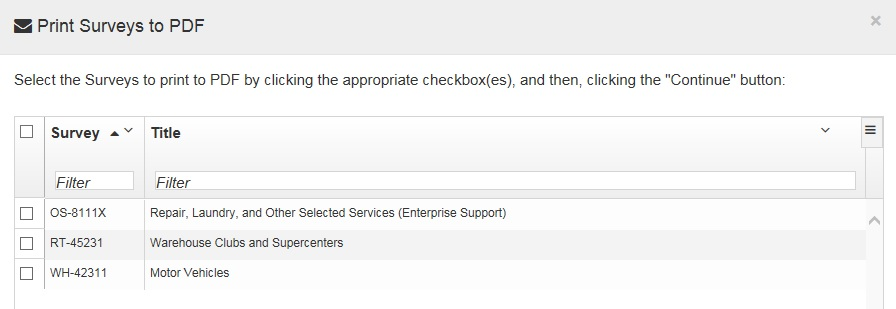 Print Surveys to PDF
×
Select the Surveys to print to PDF by clicking the appropriate checkbox(es), and then, clicking the "Continue" button:
Survey Title
Filter Filter
OS-8111X Repair, Laundry, and Other Selected Services (Enterprise Support)
RT-45231 Warehouse Clubs and Supercenters
WH-42311 Motor Vehicles